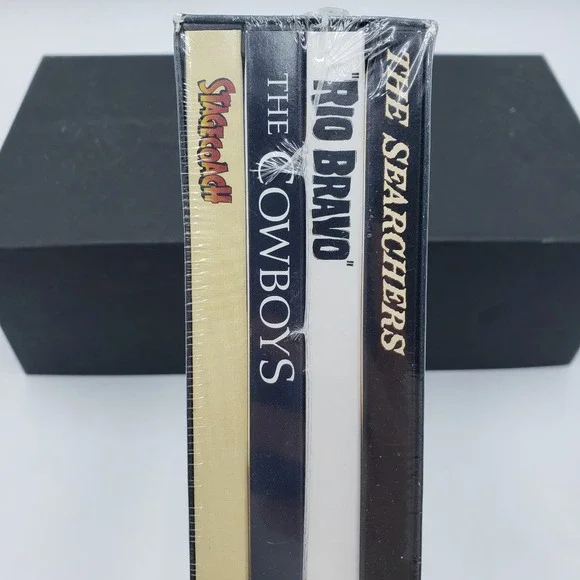 STAGECOACH
THE COWBOYS
"RIO BRAVO"
THE SEARCHERS